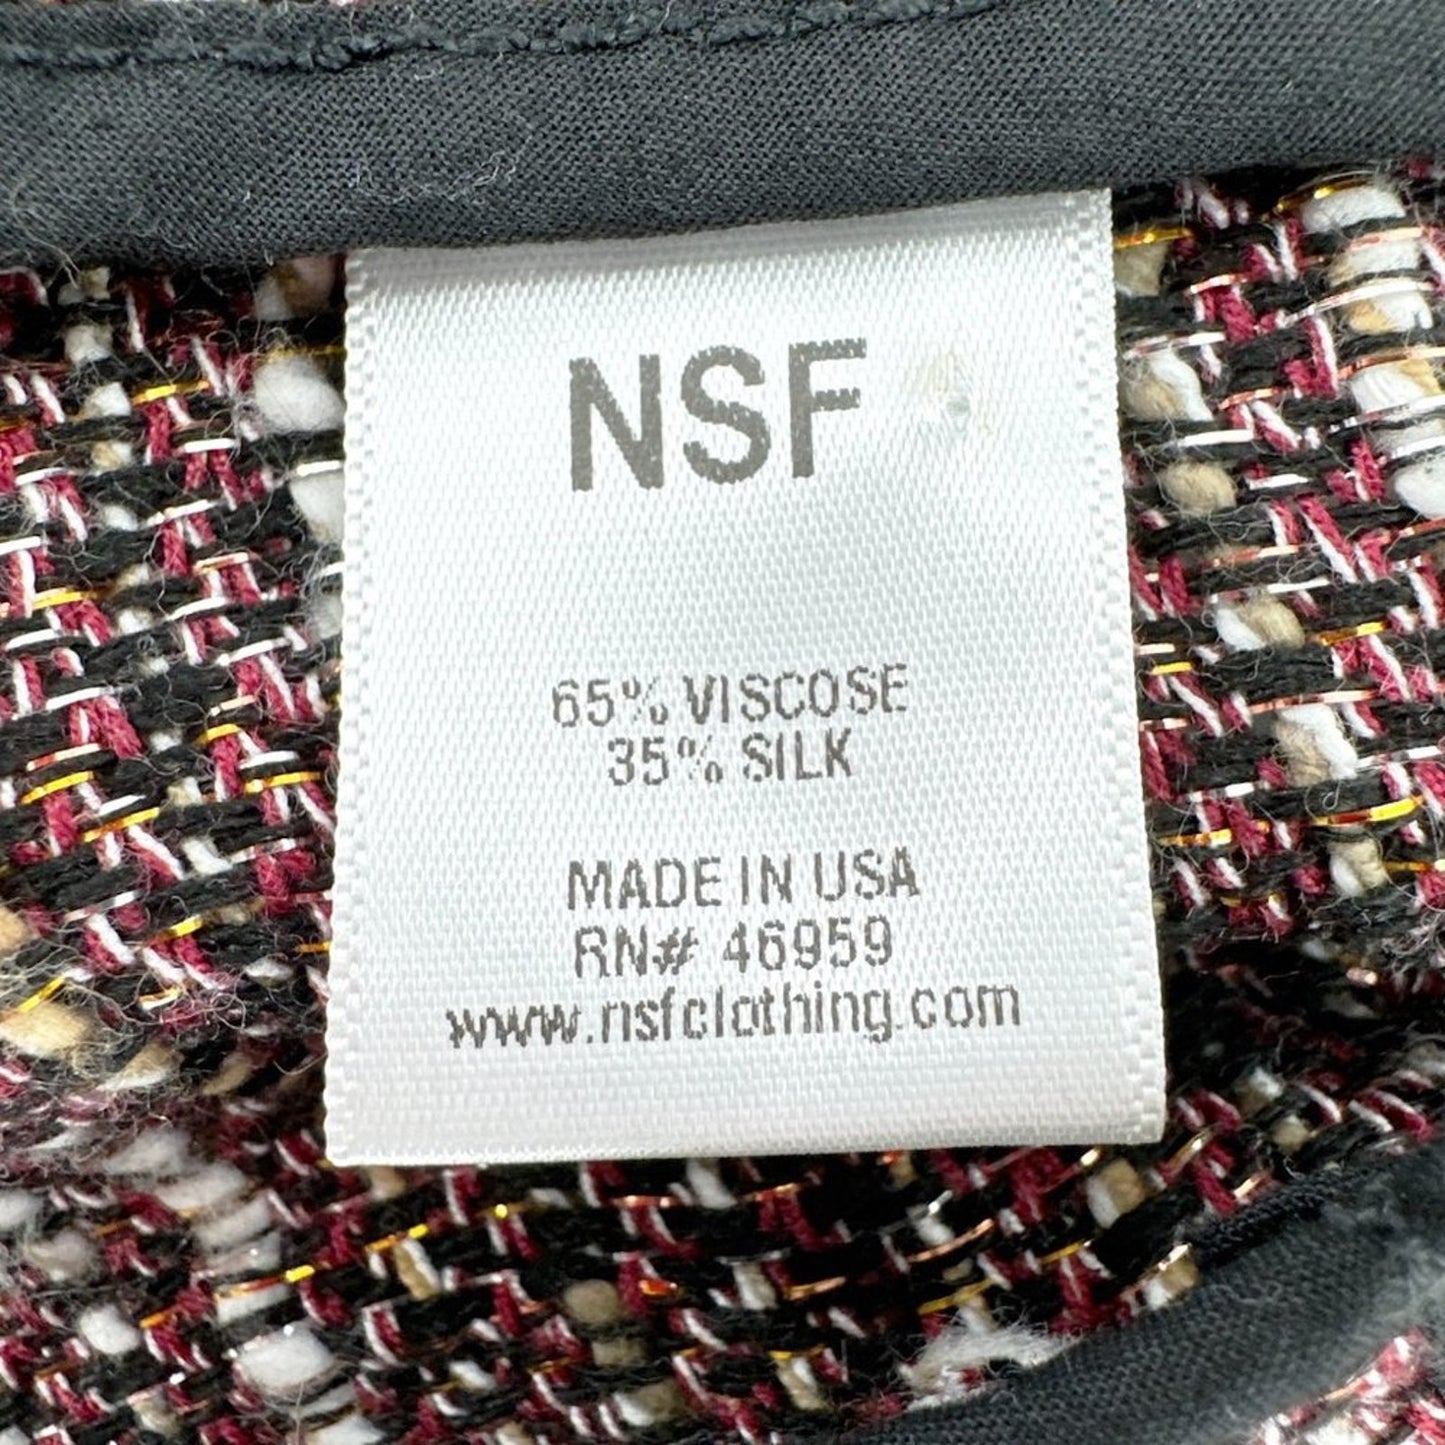 NSF
65% VISCOSE
35% SILK
MADE IN USA
RN# 46959
www.nsfclothing.com